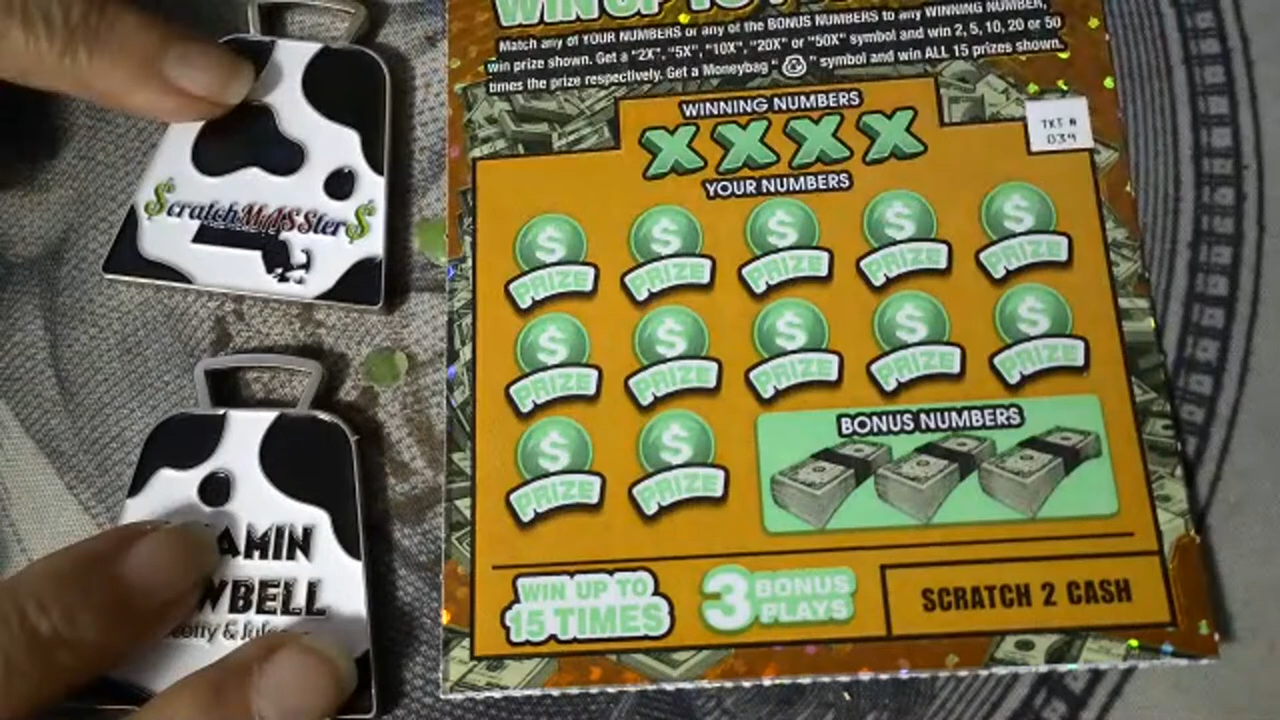 WIN UP TO
Match any of YOUR NUMBERS or any of the BONUS NUMBERS to any WINNING NUMBER,
win prize shown. Get a "2X", "5X", "10X", "20X" or "50X" symbol and win 2, 5, 10, 20 or 50
times the prize respectively. Get a Moneybag " " symbol and win ALL 15 prizes shown.
WINNING NUMBERS
X X X X
TKT #
034
YOUR NUMBERS
$ $ $ $ $
PRIZE PRIZE PRIZE PRIZE PRIZE
$ $ $ $ $
PRIZE PRIZE PRIZE PRIZE PRIZE
$ $
PRIZE PRIZE
BONUS NUMBERS
WIN UP TO
15 TIMES
3 BONUS
PLAYS
SCRATCH 2 CASH
$cratchMASSter$
AMIN
WBELL